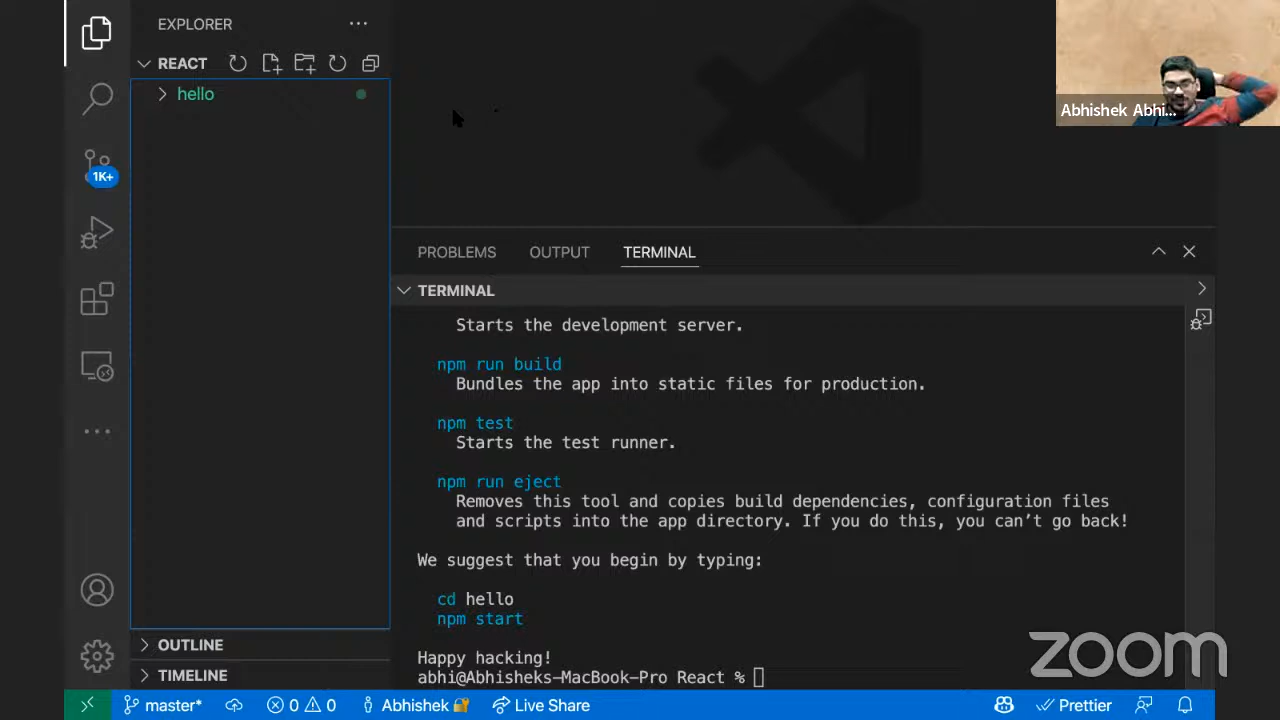 EXPLORER
REACT
hello
1K+
Abhishek Abhi...
PROBLEMS OUTPUT TERMINAL
TERMINAL
Starts the development server.
npm run build
Bundles the app into static files for production.
npm test
Starts the test runner.
npm run eject
Removes this tool and copies build dependencies, configuration files
and scripts into the app directory. If you do this, you can’t go back!
We suggest that you begin by typing:
cd hello
npm start
Happy hacking!
abhi@Abhisheks-MacBook-Pro React %
OUTLINE
TIMELINE
zoom
master* 0 0 Abhishek Live Share Prettier